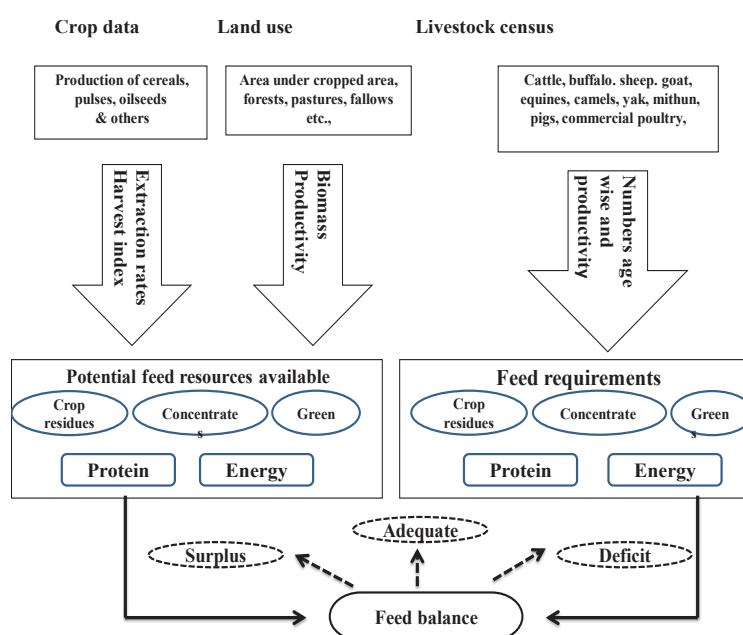 Crop data
Land use
Livestock census
Production of cereals,
pulses, oilseeds
& others
Area under cropped area,
forests, pastures, fallows
etc.,
Cattle, buffalo. sheep. goat,
equines, camels, yak, mithun,
pigs, commercial poultry,
Extraction rates
Harvest index
Biomass
Productivity
Numbers age
wise and
productivity
Potential feed resources available
Crop
residues
Concentrate
s
Green
Protein
Energy
Feed requirements
Crop
residues
Concentrate
Green
s
Protein
Energy
Surplus
Adequate
Deficit
Feed balance